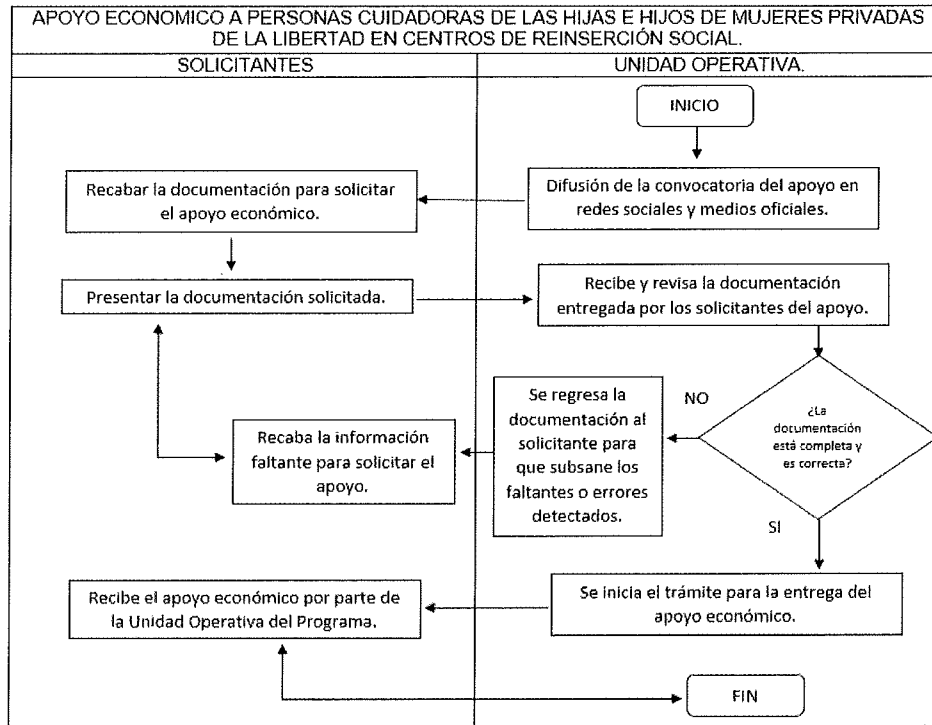 APOYO ECONOMICO A PERSONAS CUIDADORAS DE LAS HIJAS E HIJOS DE MUJERES PRIVADAS
DE LA LIBERTAD EN CENTROS DE REINSERCIÓN SOCIAL.
SOLICITANTES
UNIDAD OPERATIVA.
INICIO
Difusión de la convocatoria del apoyo en
redes sociales y medios oficiales.
Recabar la documentación para solicitar
el apoyo económico.
Presentar la documentación solicitada.
Recibe y revisa la documentación
entregada por los solicitantes del apoyo.
¿La
documentación
está completa y
es correcta?
NO
Se regresa la
documentación al
solicitante para
que subsane los
faltantes o errores
detectados.
Recaba la información
faltante para solicitar el
apoyo.
SI
Se inicia el trámite para la entrega del
apoyo económico.
Recibe el apoyo económico por parte de
la Unidad Operativa del Programa.
FIN